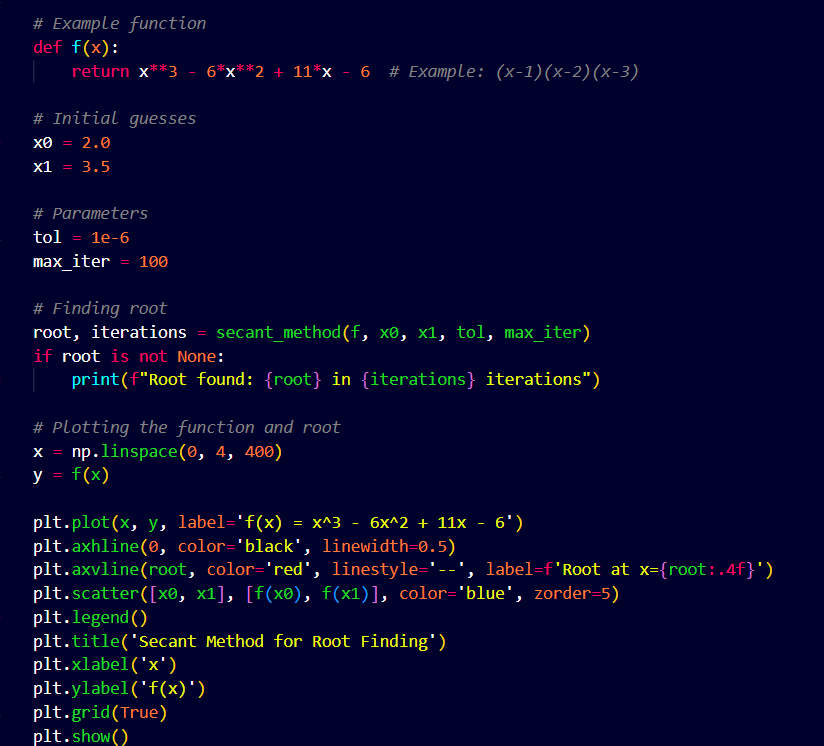 # Example function
def f(x):
    return x**3 - 6*x**2 + 11*x - 6  # Example: (x-1)(x-2)(x-3)
# Initial guesses
x0 = 2.0
x1 = 3.5
# Parameters
tol = 1e-6
max_iter = 100
# Finding root
root, iterations = secant_method(f, x0, x1, tol, max_iter)
if root is not None:
    print(f"Root found: {root} in {iterations} iterations")
# Plotting the function and root
x = np.linspace(0, 4, 400)
y = f(x)
plt.plot(x, y, label='f(x) = x^3 - 6x^2 + 11x - 6')
plt.axhline(0, color='black', linewidth=0.5)
plt.axvline(root, color='red', linestyle='--', label=f'Root at x={root:.4f}')
plt.scatter([x0, x1], [f(x0), f(x1)], color='blue', zorder=5)
plt.legend()
plt.title('Secant Method for Root Finding')
plt.xlabel('x')
plt.ylabel('f(x)')
plt.grid(True)
plt.show()